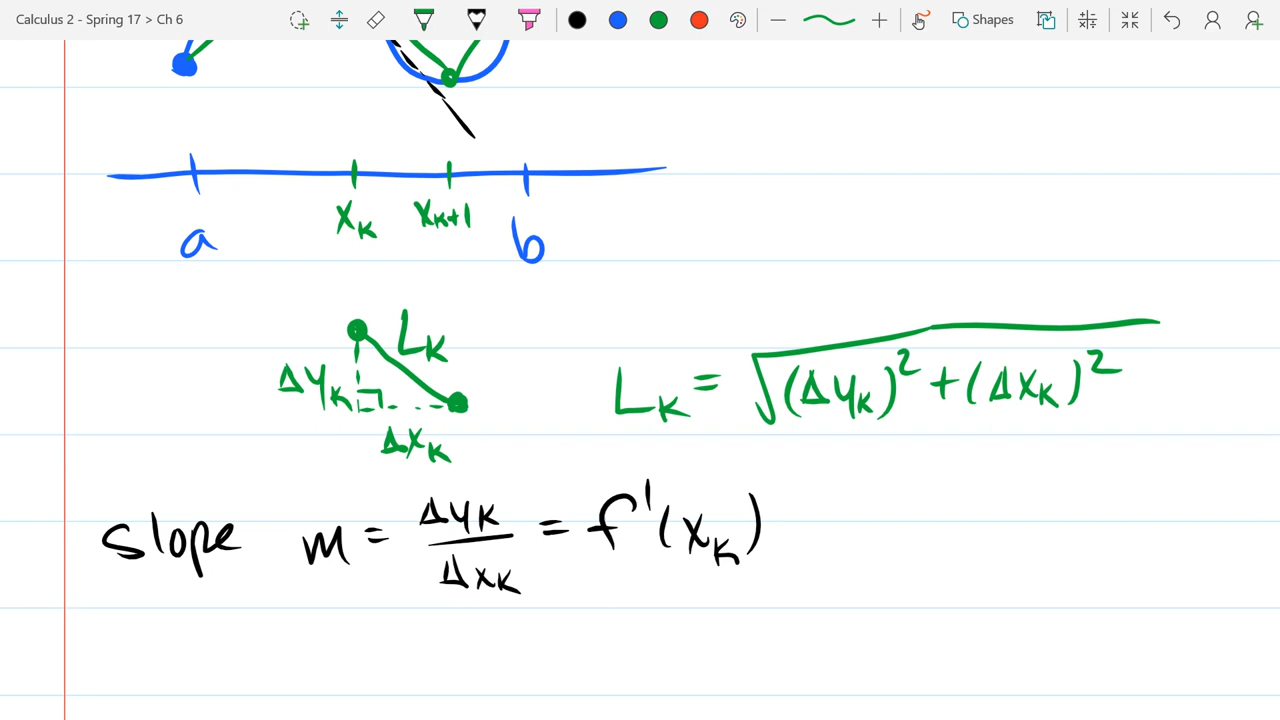 Calculus 2 - Spring 17 > Ch 6
Shapes
x_k x_{k+1}
a b
L_k
Δy_k
Δx_k
L_k = √((Δy_k)² + (Δx_k)²)
slope m = Δy_k/Δx_k = f'(x_k)